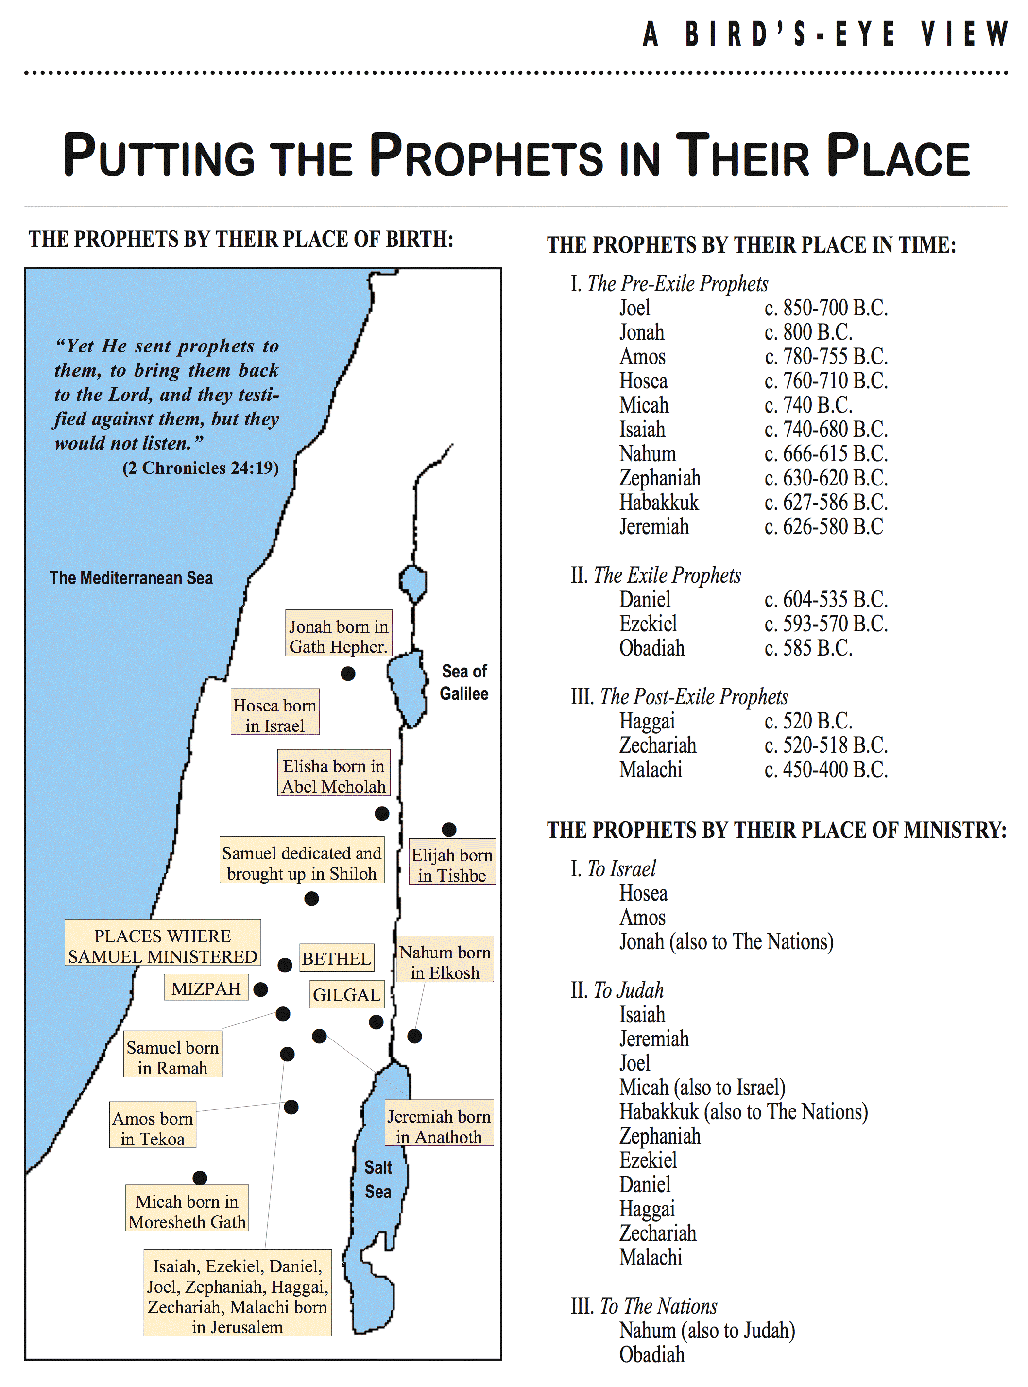 A BIRD'S-EYE VIEW
PUTTING THE PROPHETS IN THEIR PLACE
THE PROPHETS BY THEIR PLACE OF BIRTH:
“Yet He sent prophets to
them, to bring them back
to the Lord, and they testi-
fied against them, but they
would not listen.”
(2 Chronicles 24:19)
The Mediterranean Sea
Jonah born in
Gath Hepher.
Sea of
Galilee
Hosea born
in Israel
Elisha born in
Abel Meholah
Samuel dedicated and
brought up in Shiloh
Elijah born
in Tishbe
PLACES WHERE
SAMUEL MINISTERED
BETHEL
Nahum born
in Elkosh
MIZPAH
GILGAL
Samuel born
in Ramah
Amos born
in Tekoa
Jeremiah born
in Anathoth
Salt
Sea
Micah born in
Moresheth Gath
Isaiah, Ezekiel, Daniel,
Joel, Zephaniah, Haggai,
Zechariah, Malachi born
in Jerusalem
THE PROPHETS BY THEIR PLACE IN TIME:
I. The Pre-Exile Prophets
Joel c. 850-700 B.C.
Jonah c. 800 B.C.
Amos c. 780-755 B.C.
Hosea c. 760-710 B.C.
Micah c. 740 B.C.
Isaiah c. 740-680 B.C.
Nahum c. 666-615 B.C.
Zephaniah c. 630-620 B.C.
Habakkuk c. 627-586 B.C.
Jeremiah c. 626-580 B.C
II. The Exile Prophets
Daniel c. 604-535 B.C.
Ezekiel c. 593-570 B.C.
Obadiah c. 585 B.C.
III. The Post-Exile Prophets
Haggai c. 520 B.C.
Zechariah c. 520-518 B.C.
Malachi c. 450-400 B.C.
THE PROPHETS BY THEIR PLACE OF MINISTRY:
I. To Israel
Hosea
Amos
Jonah (also to The Nations)
II. To Judah
Isaiah
Jeremiah
Joel
Micah (also to Israel)
Habakkuk (also to The Nations)
Zephaniah
Ezekiel
Daniel
Haggai
Zechariah
Malachi
III. To The Nations
Nahum (also to Judah)
Obadiah